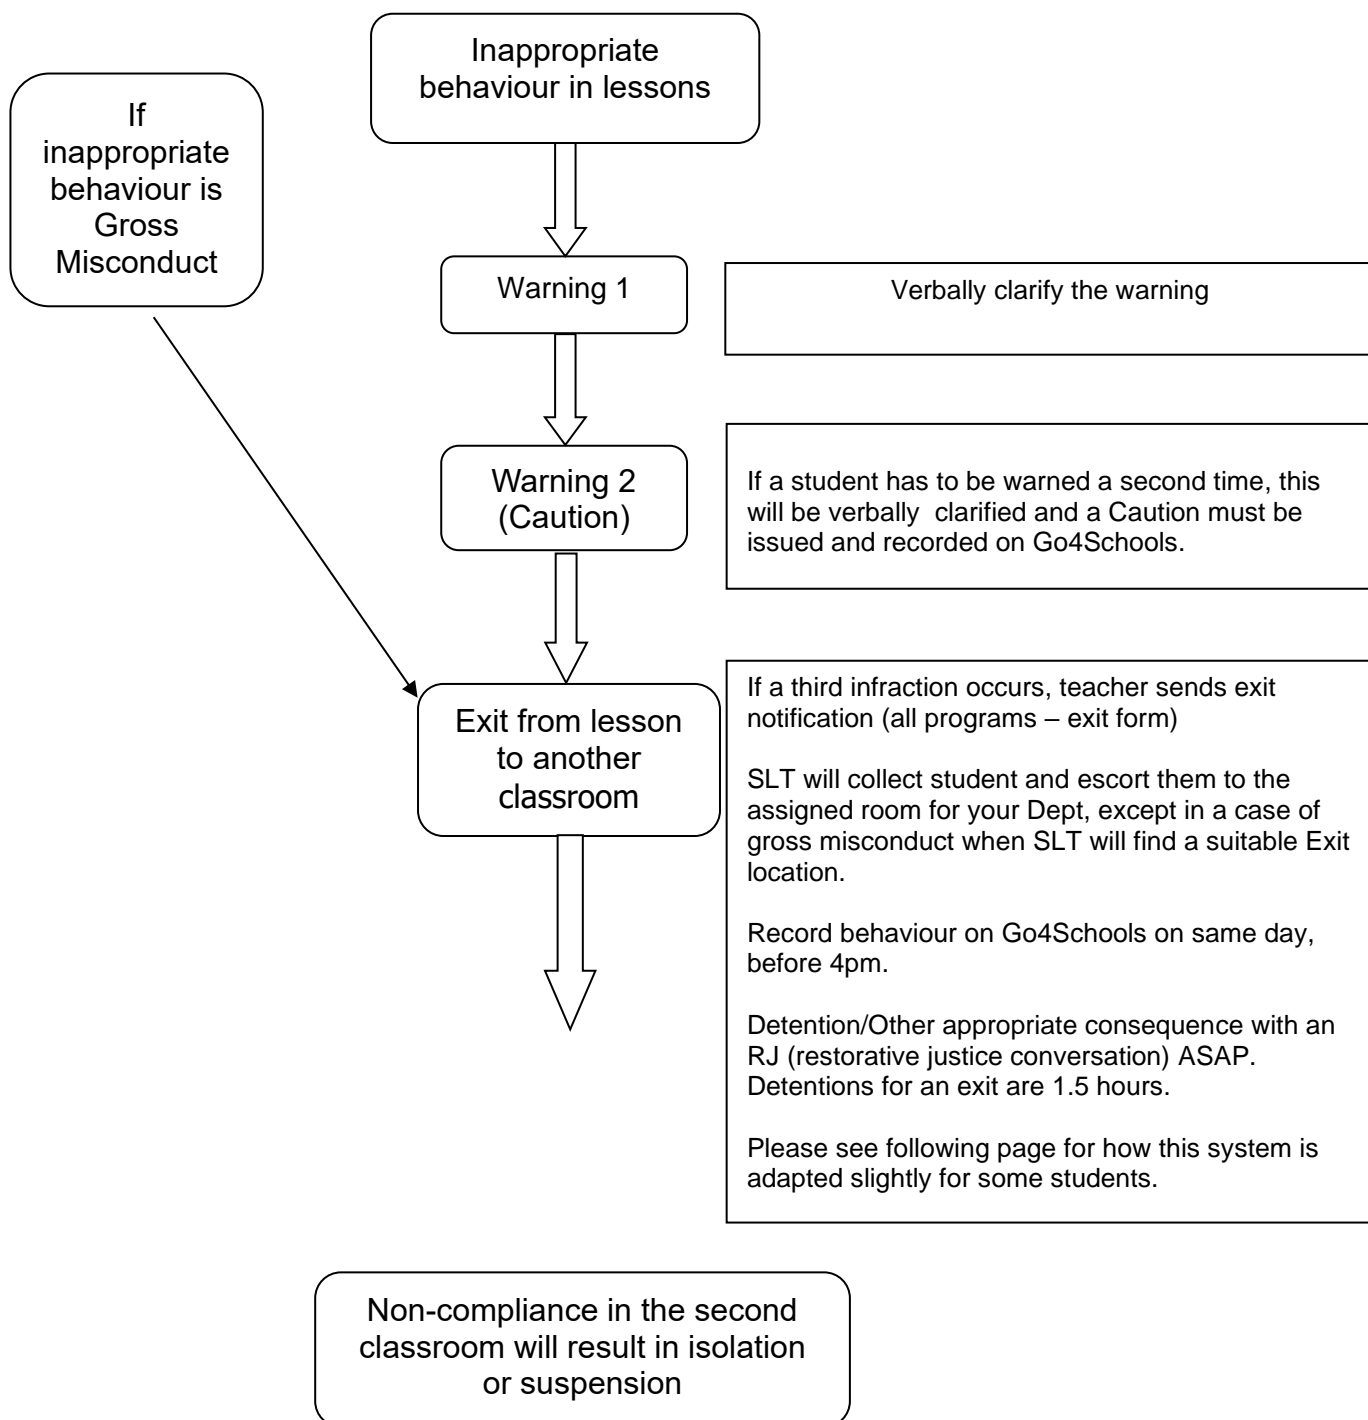 Inappropriate
behaviour in lessons
If
inappropriate
behaviour is
Gross
Misconduct
Warning 1
Verbally clarify the warning
Warning 2
(Caution)
If a student has to be warned a second time, this
will be verbally  clarified and a Caution must be
issued and recorded on Go4Schools.
Exit from lesson
to another
classroom
If a third infraction occurs, teacher sends exit
notification (all programs – exit form)
SLT will collect student and escort them to the
assigned room for your Dept, except in a case of
gross misconduct when SLT will find a suitable Exit
location.
Record behaviour on Go4Schools on same day,
before 4pm.
Detention/Other appropriate consequence with an
RJ (restorative justice conversation) ASAP.
Detentions for an exit are 1.5 hours.
Please see following page for how this system is
adapted slightly for some students.
Non-compliance in the second
classroom will result in isolation
or suspension